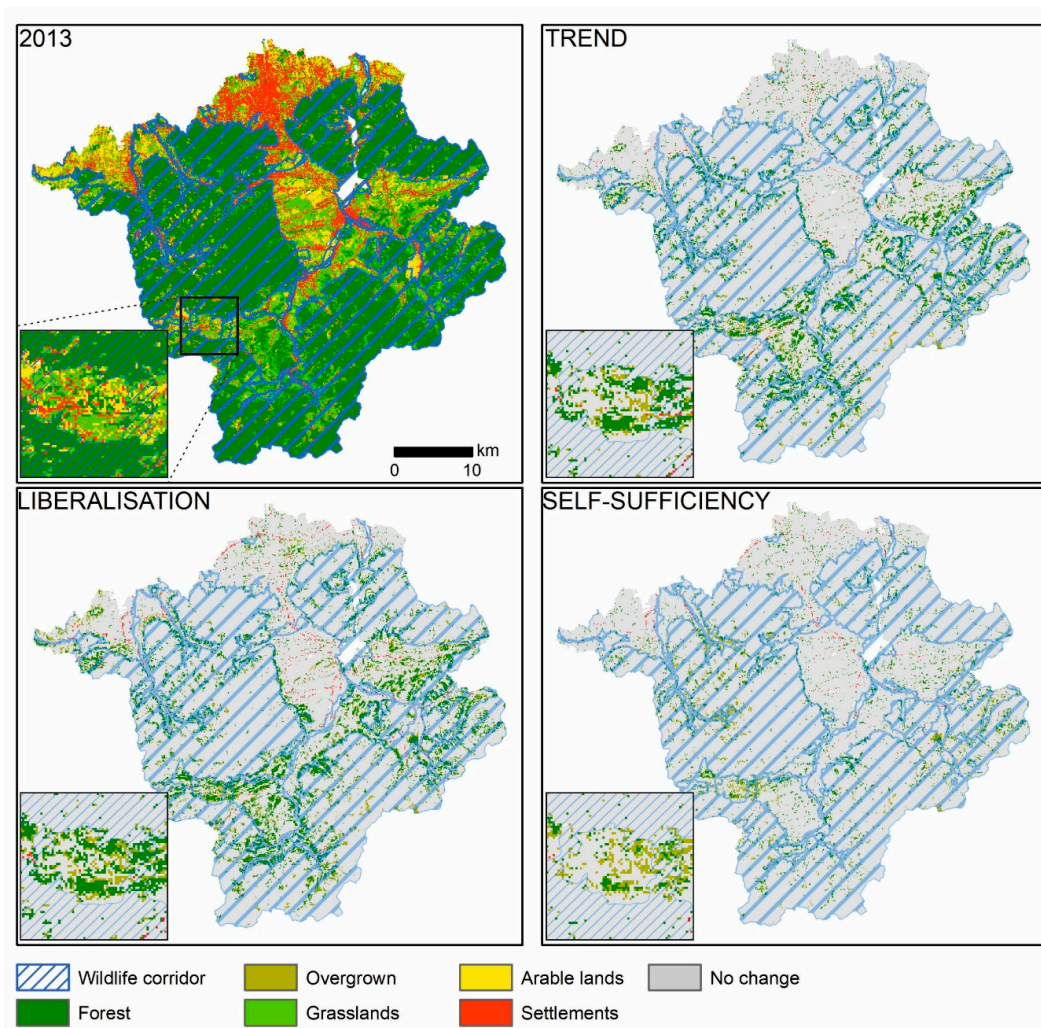 2013
TREND
km
0 10
LIBERALISATION
SELF-SUFFICIENCY
Wildlife corridor
Overgrown
Arable lands
No change
Forest
Grasslands
Settlements